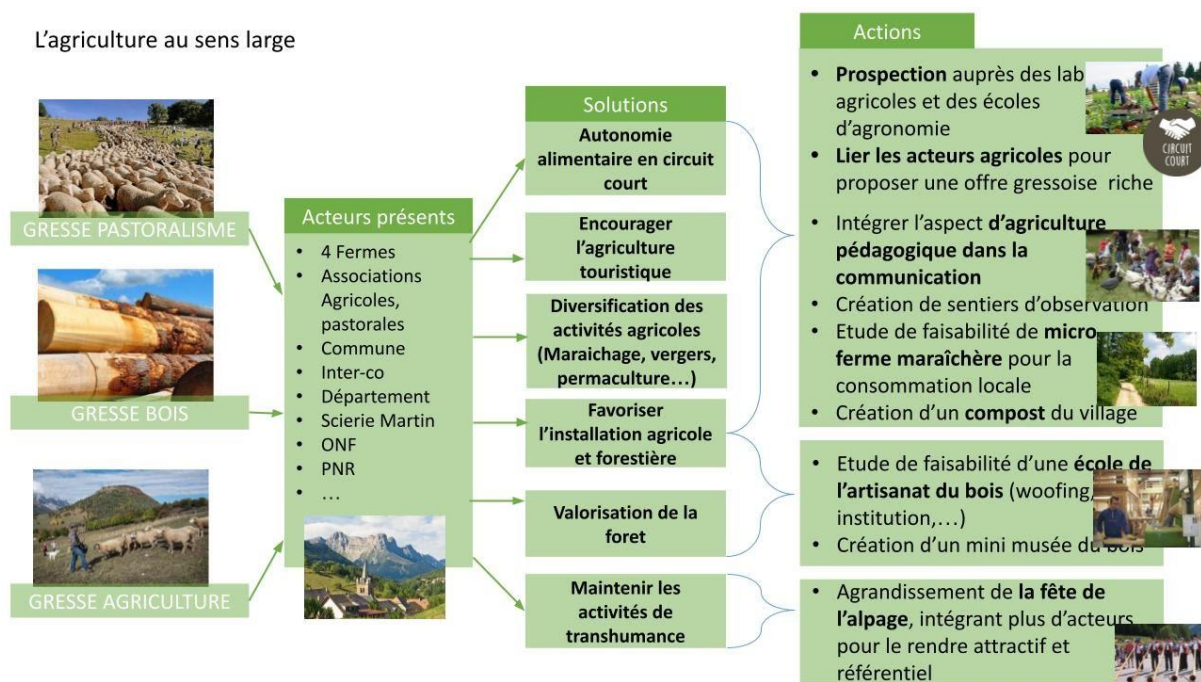 L'agriculture au sens large
GRESSE PASTORALISME
GRESSE BOIS
GRESSE AGRICULTURE
Acteurs présents
• 4 Fermes
• Associations
Agricoles,
pastorales
• Commune
• Inter-co
• Département
• Scierie Martin
• ONF
• PNR
• …
Solutions
Autonomie
alimentaire en circuit
court
Encourager
l'agriculture
touristique
Diversification des
activités agricoles
(Maraichage, vergers,
permaculture…)
Favoriser
l'installation agricole
et forestière
Valorisation de la
foret
Maintenir les
activités de
transhumance
Actions
• Prospection auprès des lab
agricoles et des écoles
d'agronomie
• Lier les acteurs agricoles pour
proposer une offre gressoise riche
• Intégrer l'aspect d'agriculture
pédagogique dans la
communication
• Création de sentiers d'observation
• Etude de faisabilité de micro
ferme maraîchère pour la
consommation locale
• Création d'un compost du village
• Etude de faisabilité d'une école de
l'artisanat du bois (woofing,
institution,…)
• Création d'un mini musée du bois
• Agrandissement de la fête de
l'alpage, intégrant plus d'acteurs
pour le rendre attractif et
référentiel
CIRCUIT
COURT